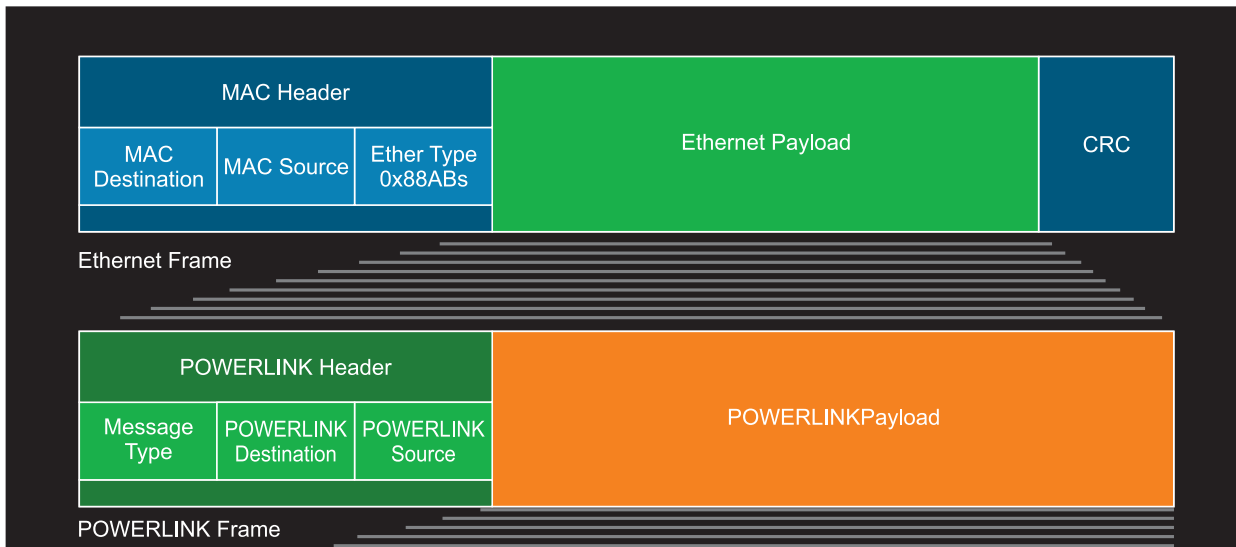 MAC Header
Ethernet Payload
CRC
MAC
Destination
MAC Source
Ether Type
0x88ABs
Ethernet Frame
POWERLINK Header
POWERLINKPayload
Message
Type
POWERLINK
Destination
POWERLINK
Source
POWERLINK Frame